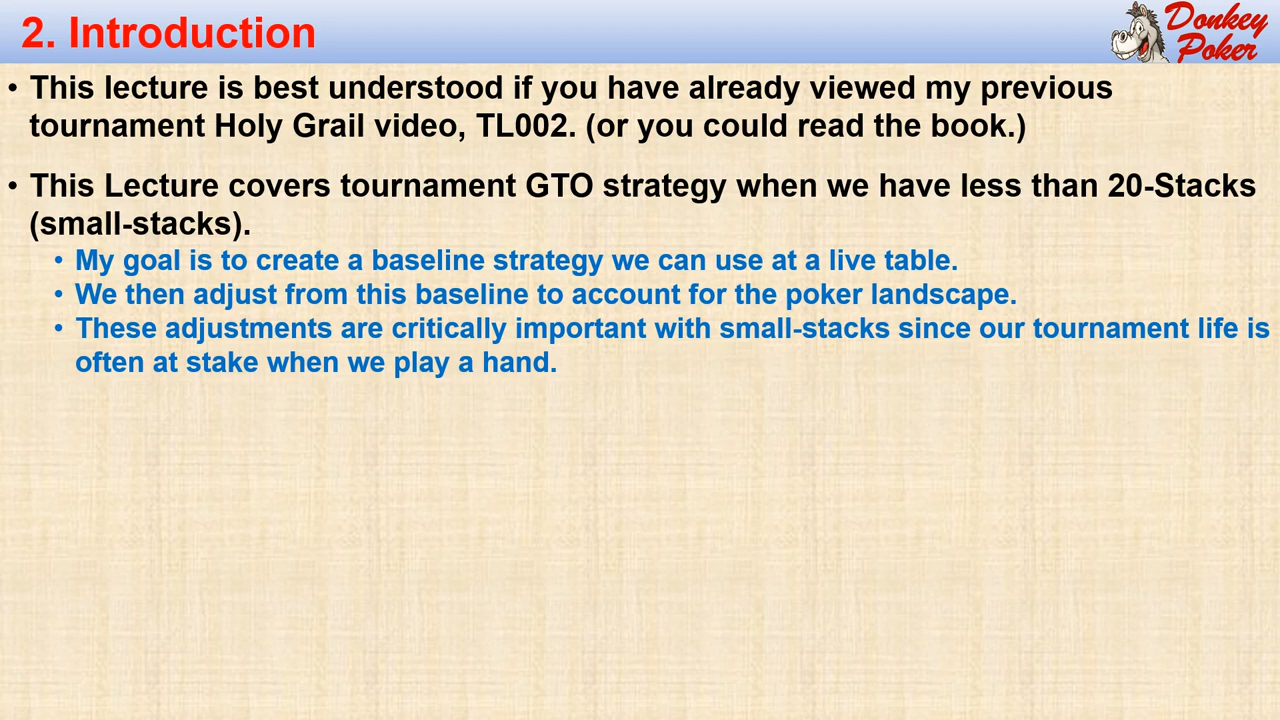 2. Introduction
Donkey
Poker
• This lecture is best understood if you have already viewed my previous
tournament Holy Grail video, TL002. (or you could read the book.)
• This Lecture covers tournament GTO strategy when we have less than 20-Stacks
(small-stacks).
• My goal is to create a baseline strategy we can use at a live table.
• We then adjust from this baseline to account for the poker landscape.
• These adjustments are critically important with small-stacks since our tournament life is
often at stake when we play a hand.